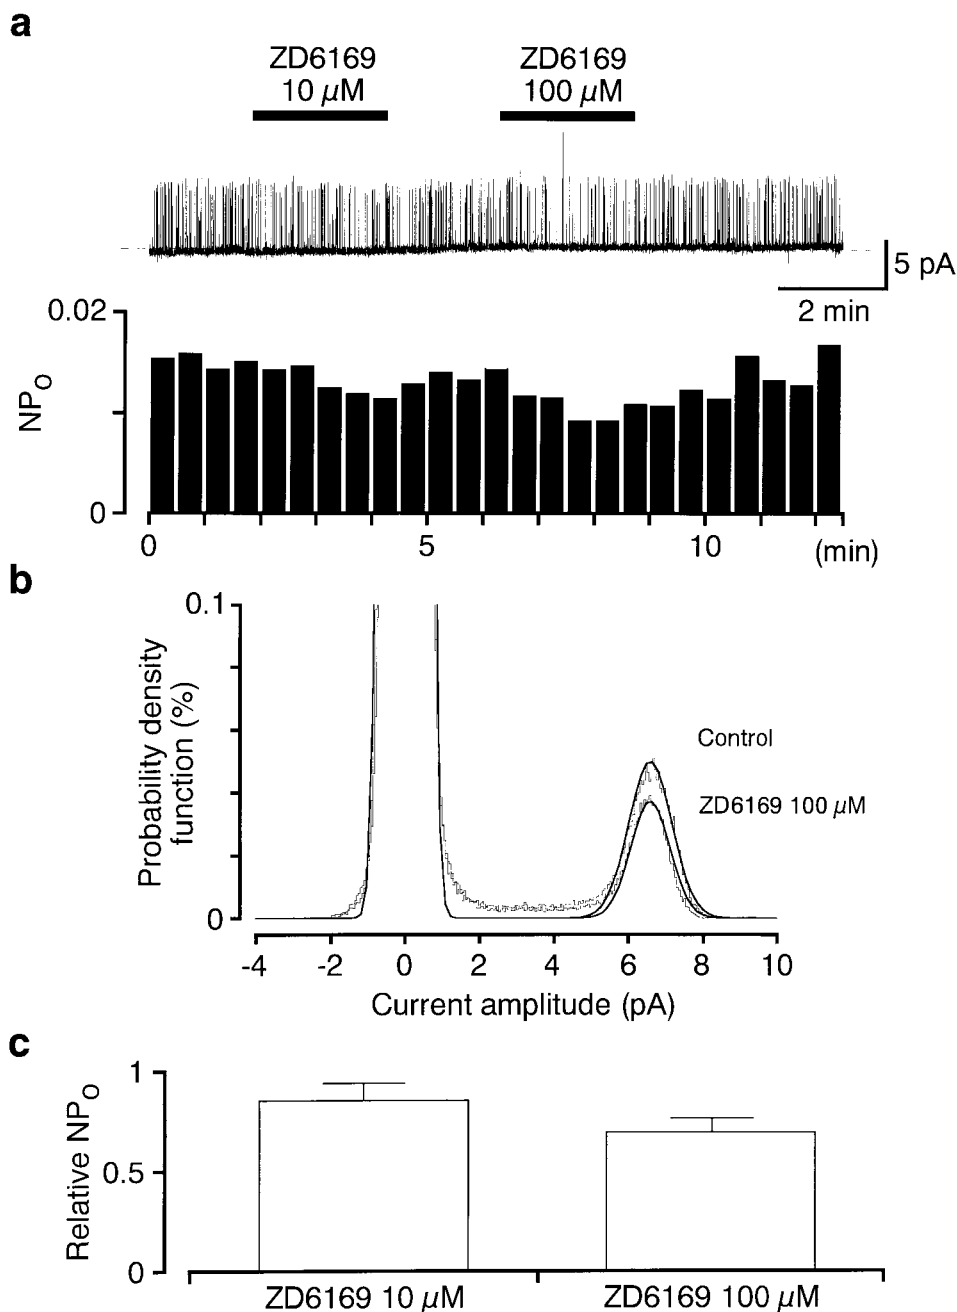 a
ZD6169 ZD6169
10 µM 100 µM
5 pA
2 min
0.02
NPO
0
0 5 10 (min)
b
0.1
Probability density
function (%)
Control
ZD6169 100 µM
0
-4 -2 0 2 4 6 8 10
Current amplitude (pA)
c
1
Relative NPO
0.5
0
ZD6169 10 µM ZD6169 100 µM